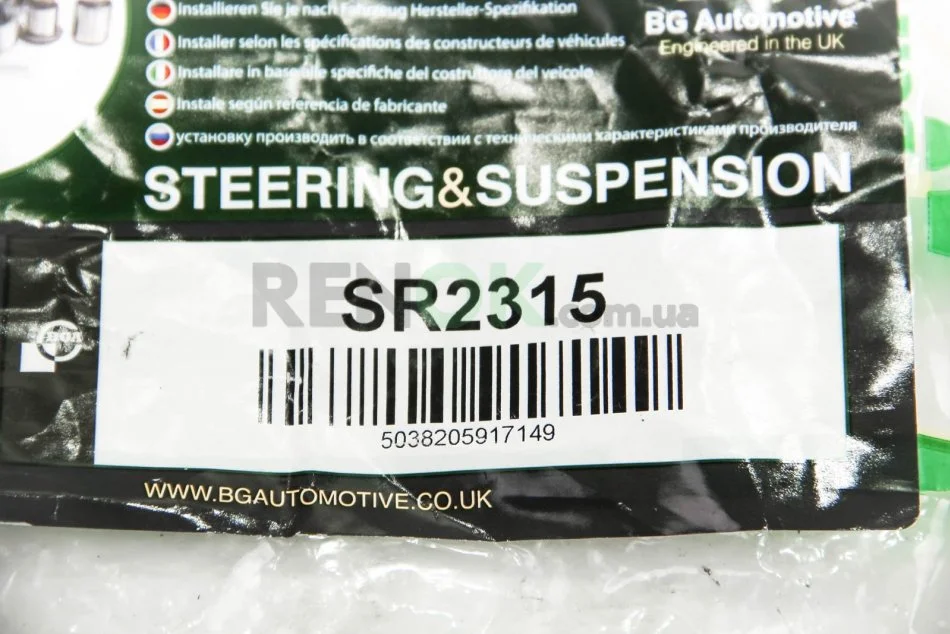 Installieren Sie je nach Fahrzeug Hersteller-Spezifikation
Installer selon les spécifications des constructeurs de véhicules
Installare in base alle specifiche del costruttore del veicolo
Instale según referencia de fabricante
установку производить в соответствии с техническими характеристиками производителя
BG Automotive
Engineered in the UK
STEERING&SUSPENSION
RENOK.com.ua
SR2315
5038205917149
WWW.BGAUTOMOTIVE.CO.UK